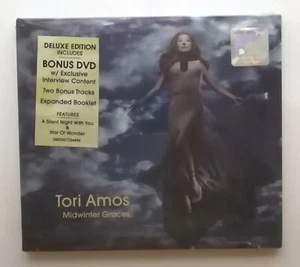 DELUXE EDITION
INCLUDES
BONUS DVD
w/ Exclusive
Interview Content
Two Bonus Tracks
Expanded Booklet
FEATURES
A Silent Night With You
&
Star Of Wonder
Tori Amos
Midwinter Graces